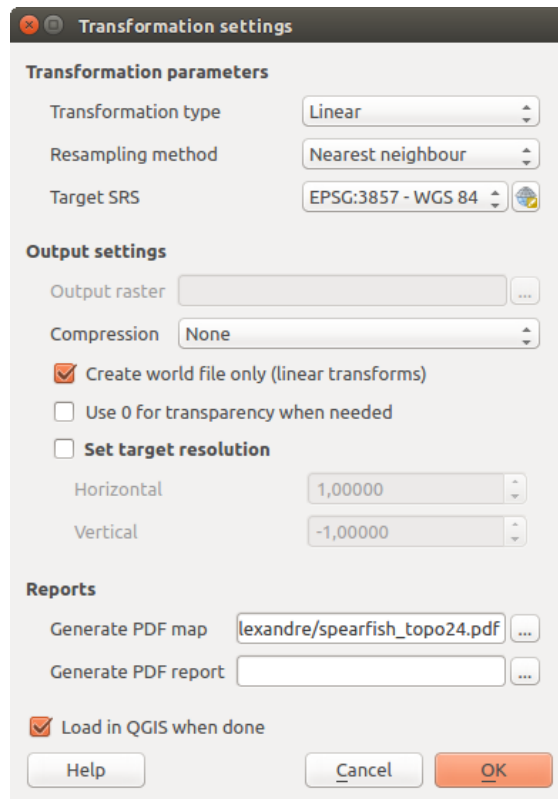 Transformation settings
Transformation parameters
Transformation type Linear
Resampling method Nearest neighbour
Target SRS EPSG:3857 - WGS 84
Output settings
Output raster ...
Compression None
Create world file only (linear transforms)
Use 0 for transparency when needed
Set target resolution
Horizontal 1,00000
Vertical -1,00000
Reports
Generate PDF map lexandre/spearfish_topo24.pdf ...
Generate PDF report ...
Load in QGIS when done
Help Cancel OK